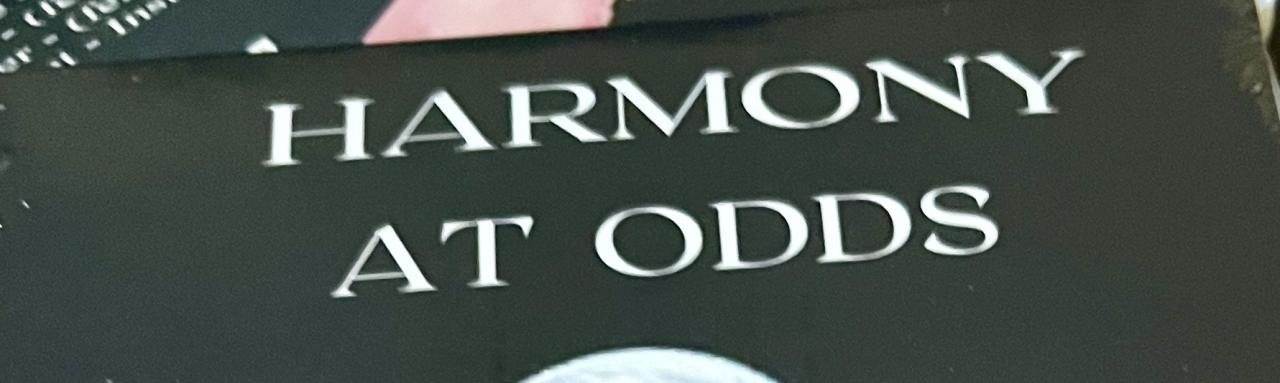 HARMONY
AT ODDS